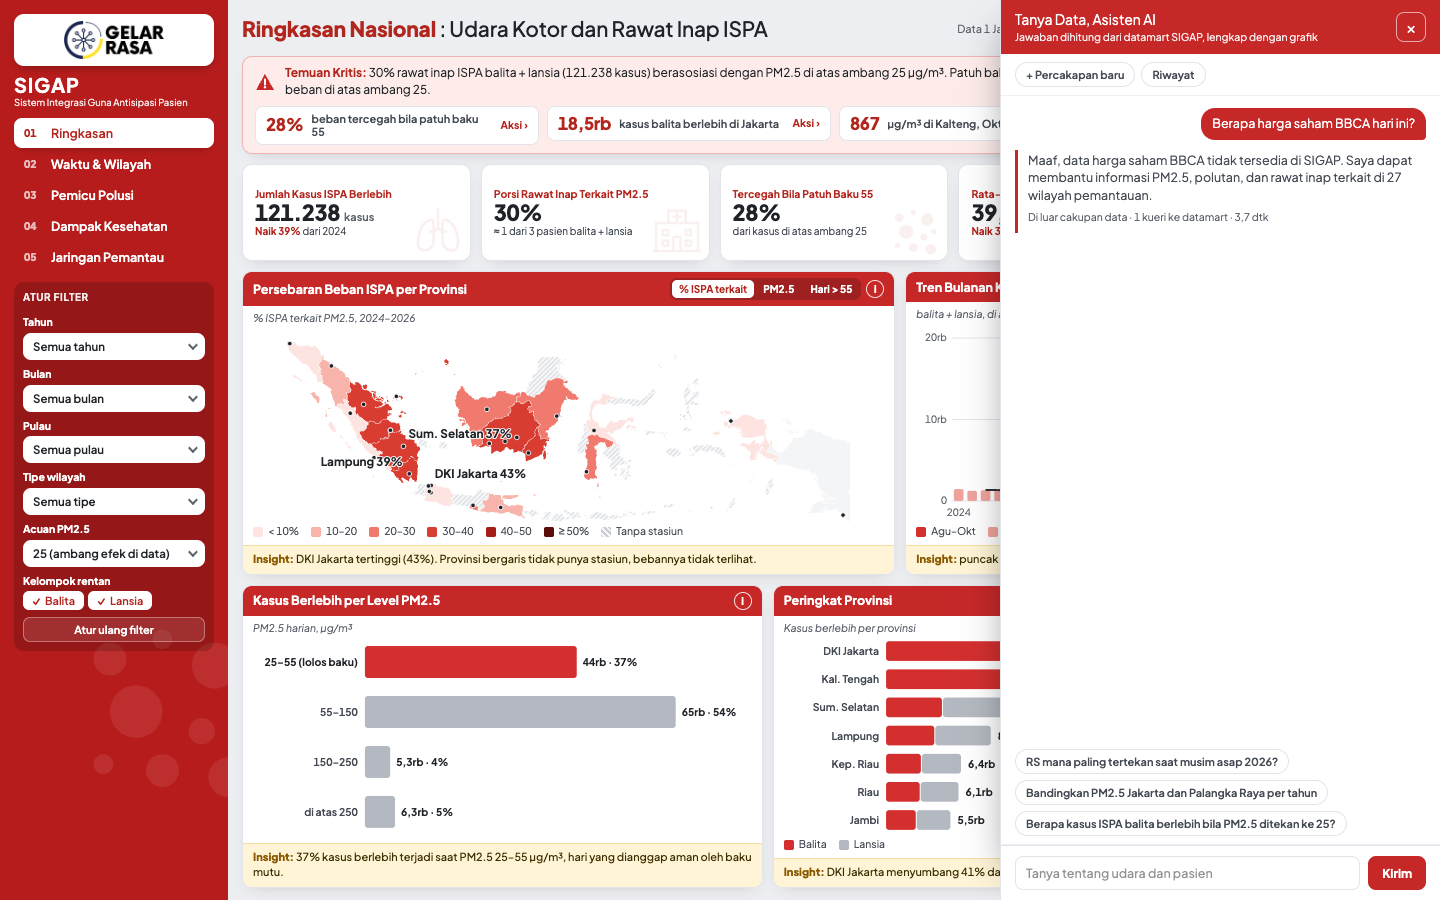 GELAR
RASA
SIGAP
Sistem Integrasi Guna Antisipasi Pasien
01 Ringkasan
02 Waktu & Wilayah
03 Pemicu Polusi
04 Dampak Kesehatan
05 Jaringan Pemantau
ATUR FILTER
Tahun
Semua tahun
Bulan
Semua bulan
Pulau
Semua pulau
Tipe wilayah
Semua tipe
Acuan PM2.5
25 (ambang efek di data)
Kelompok rentan
✓ Balita ✓ Lansia
Atur ulang filter
Ringkasan Nasional : Udara Kotor dan Rawat Inap ISPA
Data 1 Ja
Temuan Kritis: 30% rawat inap ISPA balita + lansia (121.238 kasus) berasosiasi dengan PM2.5 di atas ambang 25 µg/m³. Patuh bak
beban di atas ambang 25.
28% beban tercegah bila patuh baku 55 Aksi ›
18,5rb kasus balita berlebih di Jakarta Aksi ›
867 µg/m³ di Kalteng, Okt
Jumlah Kasus ISPA Berlebih
121.238 kasus
Naik 39% dari 2024
Porsi Rawat Inap Terkait PM2.5
30%
≈ 1 dari 3 pasien balita + lansia
Tercegah Bila Patuh Baku 55
28%
dari kasus di atas ambang 25
Rata-
39,
Naik 3
Persebaran Beban ISPA per Provinsi
% ISPA terkait PM2.5 Hari > 55 i
% ISPA terkait PM2.5, 2024–2026
Sum. Selatan 37%
Lampung 39%
DKI Jakarta 43%
< 10% 10–20 20–30 30–40 40–50 ≥ 50% Tanpa stasiun
Insight: DKI Jakarta tertinggi (43%). Provinsi bergaris tidak punya stasiun, bebannya tidak terlihat.
Tren Bulanan K
balita + lansia, di a
20rb
10rb
0
2024
Agu–Okt
Insight: puncak
Kasus Berlebih per Level PM2.5 i
PM2.5 harian, µg/m³
25–55 (lolos baku) 44rb · 37%
55–150 65rb · 54%
150–250 5,3rb · 4%
di atas 250 6,3rb · 5%
Insight: 37% kasus berlebih terjadi saat PM2.5 25–55 µg/m³, hari yang dianggap aman oleh baku
mutu.
Peringkat Provinsi
Kasus berlebih per provinsi
DKI Jakarta
Kal. Tengah
Sum. Selatan
Lampung
Kep. Riau 6,4rb
Riau 6,1rb
Jambi 5,5rb
Balita Lansia
Insight: DKI Jakarta menyumbang 41% da
Tanya Data, Asisten AI
Jawaban dihitung dari datamart SIGAP, lengkap dengan grafik
×
+ Percakapan baru Riwayat
Berapa harga saham BBCA hari ini?
Maaf, data harga saham BBCA tidak tersedia di SIGAP. Saya dapat
membantu informasi PM2.5, polutan, dan rawat inap terkait di 27
wilayah pemantauan.
Di luar cakupan data · 1 kueri ke datamart · 3,7 dtk
RS mana paling tertekan saat musim asap 2026?
Bandingkan PM2.5 Jakarta dan Palangka Raya per tahun
Berapa kasus ISPA balita berlebih bila PM2.5 ditekan ke 25?
Tanya tentang udara dan pasien
Kirim